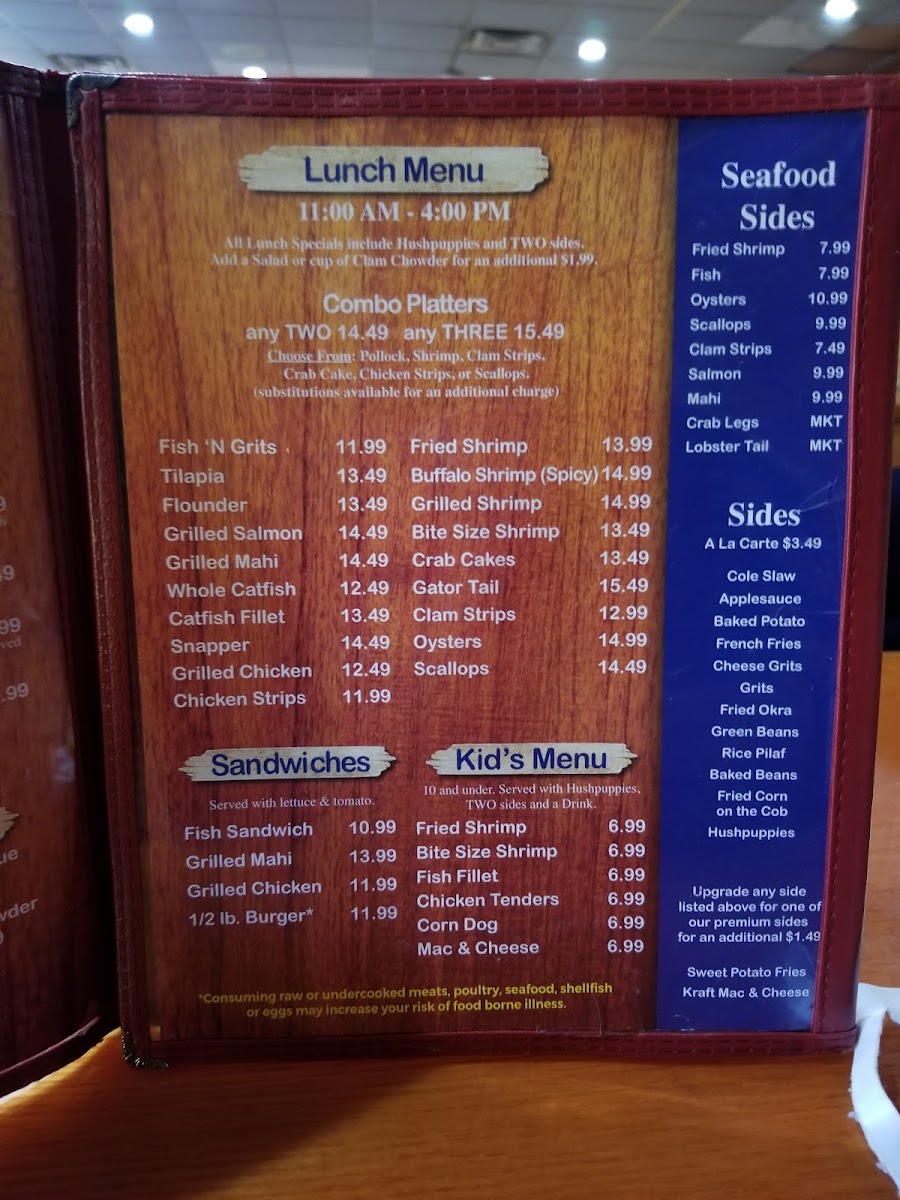 Lunch Menu
11:00 AM - 4:00 PM
All Lunch Specials include Hushpuppies and TWO sides.
Add a Salad or cup of Clam Chowder for an additional $1.99.
Combo Platters
any TWO 14.49 any THREE 15.49
Choose From: Pollock, Shrimp, Clam Strips,
Crab Cake, Chicken Strips, or Scallops.
(substitutions available for an additional charge)
Fish 'N Grits 11.99
Tilapia 13.49
Flounder 13.49
Grilled Salmon 14.49
Grilled Mahi 14.49
Whole Catfish 12.49
Catfish Fillet 13.49
Snapper 14.49
Grilled Chicken 12.49
Chicken Strips 11.99
Fried Shrimp 13.99
Buffalo Shrimp (Spicy) 14.99
Grilled Shrimp 14.99
Bite Size Shrimp 13.49
Crab Cakes 13.49
Gator Tail 15.49
Clam Strips 12.99
Oysters 14.99
Scallops 14.49
Sandwiches
Served with lettuce & tomato.
Fish Sandwich 10.99
Grilled Mahi 13.99
Grilled Chicken 11.99
1/2 lb. Burger* 11.99
Kid's Menu
10 and under. Served with Hushpuppies,
TWO sides and a Drink.
Fried Shrimp 6.99
Bite Size Shrimp 6.99
Fish Fillet 6.99
Chicken Tenders 6.99
Corn Dog 6.99
Mac & Cheese 6.99
*Consuming raw or undercooked meats, poultry, seafood, shellfish
or eggs may increase your risk of food borne illness.
Seafood
Sides
Fried Shrimp 7.99
Fish 7.99
Oysters 10.99
Scallops 9.99
Clam Strips 7.49
Salmon 9.99
Mahi 9.99
Crab Legs MKT
Lobster Tail MKT
Sides
A La Carte $3.49
Cole Slaw
Applesauce
Baked Potato
French Fries
Cheese Grits
Grits
Fried Okra
Green Beans
Rice Pilaf
Baked Beans
Fried Corn
on the Cob
Hushpuppies
Upgrade any side
listed above for one of
our premium sides
for an additional $1.49
Sweet Potato Fries
Kraft Mac & Cheese